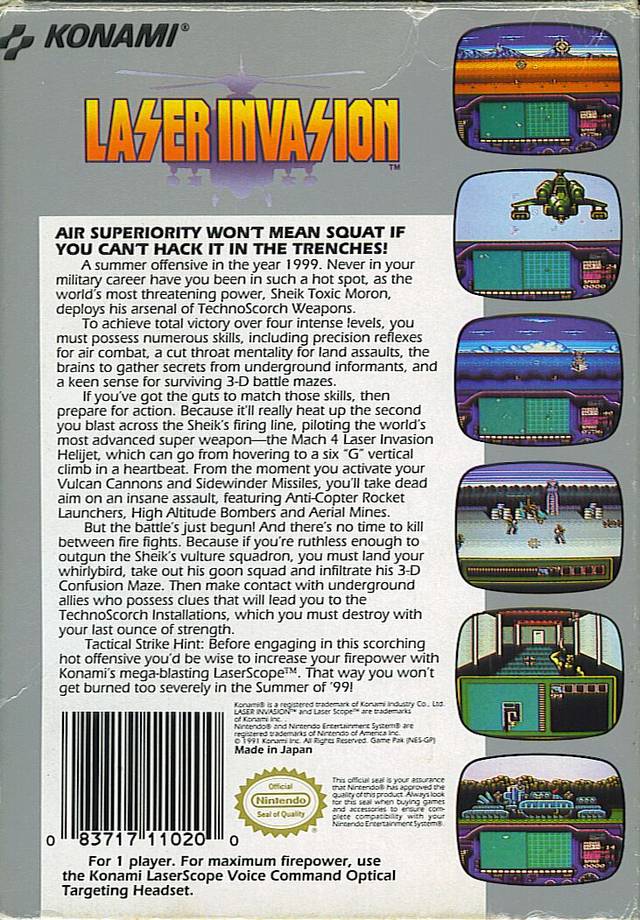 KONAMI®
LASER INVASION™
AIR SUPERIORITY WON'T MEAN SQUAT IF
YOU CAN'T HACK IT IN THE TRENCHES!
A summer offensive in the year 1999. Never in your
military career have you been in such a hot spot, as the
world's most threatening power, Sheik Toxic Moron,
deploys his arsenal of TechnoScorch Weapons.
To achieve total victory over four intense levels, you
must possess numerous skills, including precision reflexes
for air combat, a cut throat mentality for land assaults, the
brains to gather secrets from underground informants, and
a keen sense for surviving 3-D battle mazes.
If you've got the guts to match those skills, then
prepare for action. Because it'll really heat up the second
you blast across the Sheik's firing line, piloting the world's
most advanced super weapon—the Mach 4 Laser Invasion
Helijet, which can go from hovering to a six "G" vertical
climb in a heartbeat. From the moment you activate your
Vulcan Cannons and Sidewinder Missiles, you'll take dead
aim on an insane assault, featuring Anti-Copter Rocket
Launchers, High Altitude Bombers and Aerial Mines.
But the battle's just begun! And there's no time to kill
between fire fights. Because if you're ruthless enough to
outgun the Sheik's vulture squadron, you must land your
whirlybird, take out his goon squad and infiltrate his 3-D
Confusion Maze. Then make contact with underground
allies who possess clues that will lead you to the
TechnoScorch Installations, which you must destroy with
your last ounce of strength.
Tactical Strike Hint: Before engaging in this scorching
hot offensive you'd be wise to increase your firepower with
Konami's mega-blasting LaserScope™. That way you won't
get burned too severely in the Summer of '99!
Konami® is a registered trademark of Konami Industry Co., Ltd.
LASER INVASION™ and Laser Scope™ are trademarks
of Konami Inc.
Nintendo® and Nintendo Entertainment System® are
registered trademarks of Nintendo of America Inc.
© 1991 Konami Inc. All Rights Reserved. Game Pak (NES-GP)
Made in Japan
Official
Nintendo
Seal of Quality
®
This official seal is your assurance
that Nintendo® has approved the
quality of this product. Always look
for this seal when buying games
and accessories to ensure com-
plete compatibility with your
Nintendo Entertainment System®.
0 83717 11020 0
For 1 player. For maximum firepower, use
the Konami LaserScope Voice Command Optical
Targeting Headset.